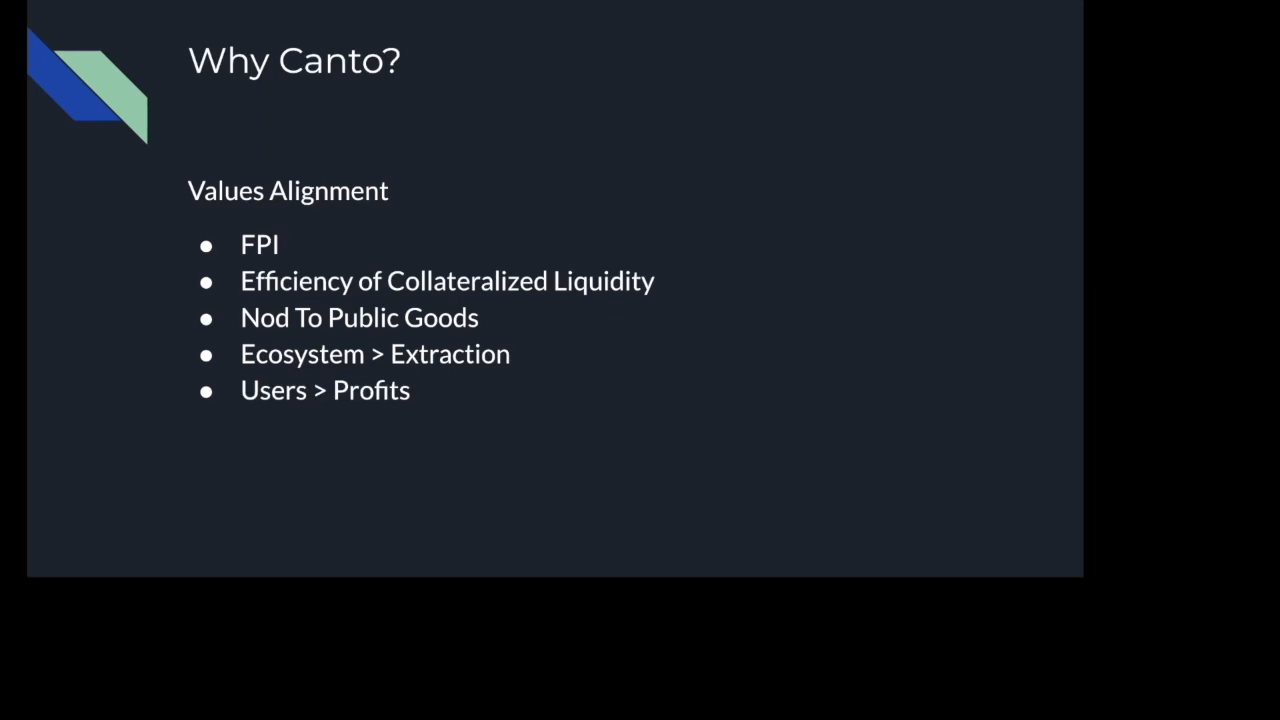 Why Canto?
Values Alignment
● FPI
● Efficiency of Collateralized Liquidity
● Nod To Public Goods
● Ecosystem > Extraction
● Users > Profits